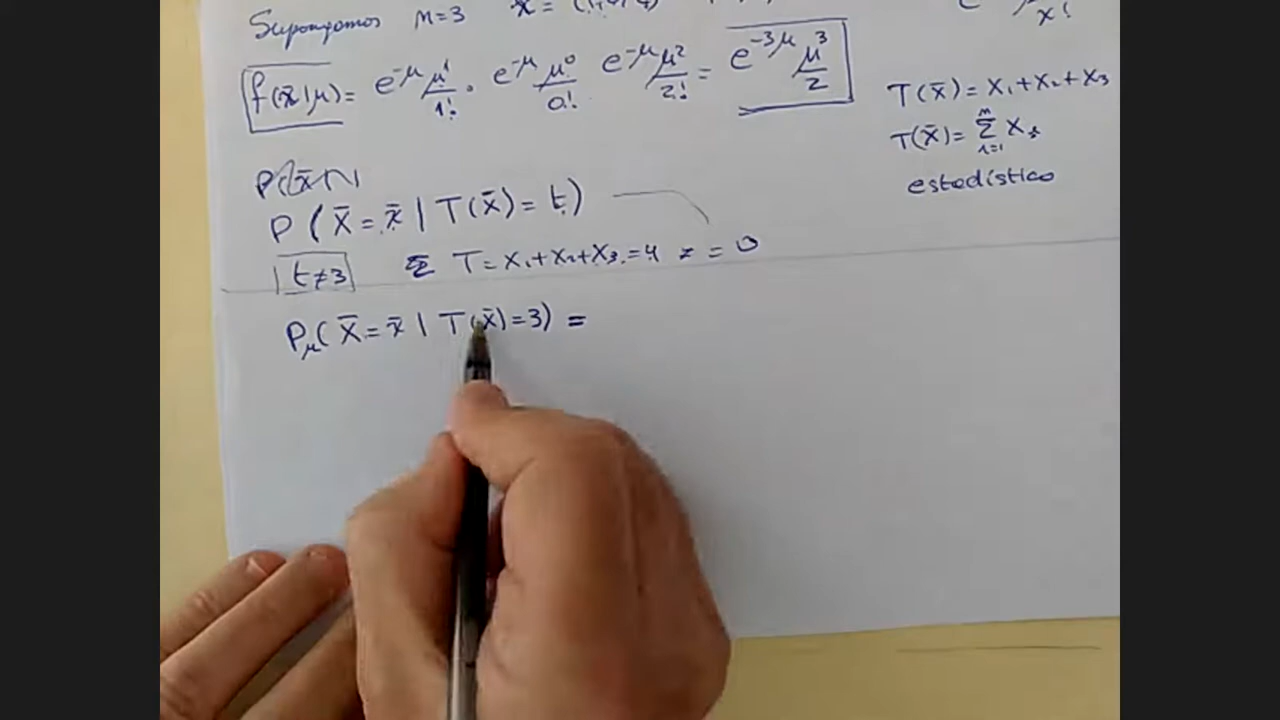 Supongamos n=3 x̄ =
x!
f(x̄|μ) = e^-μ μ^1/1! · e^-μ μ^0/0! e^-μ μ^2/2! = e^-3μ μ^3/2
T(x̄) = x₁+x₂+x₃
T(x̄) = Σ_{i=1}^{n} xᵢ
estadístico
P(X̄ = x̄ | T(x̄) = t)
t≠3 T = x₁+x₂+x₃ = 4 = 0
P_μ(X̄ = x̄ | T(x̄) = 3) =